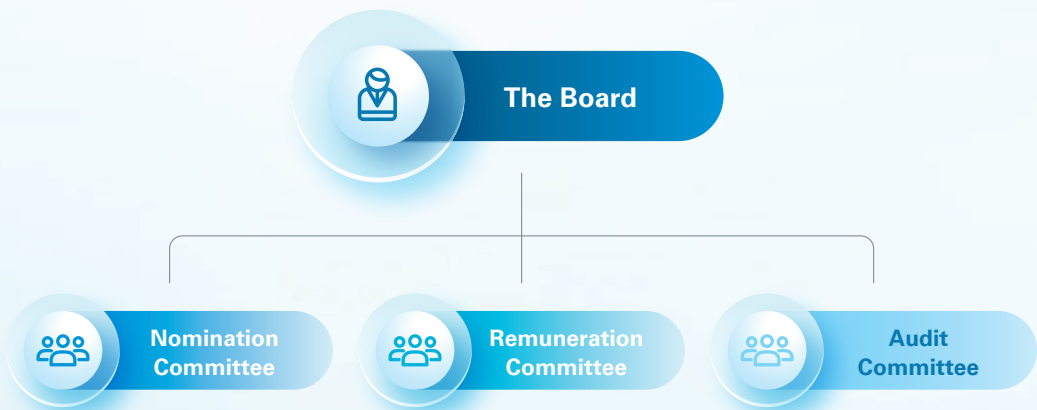 The Board
Nomination
Committee
Remuneration
Committee
Audit
Committee